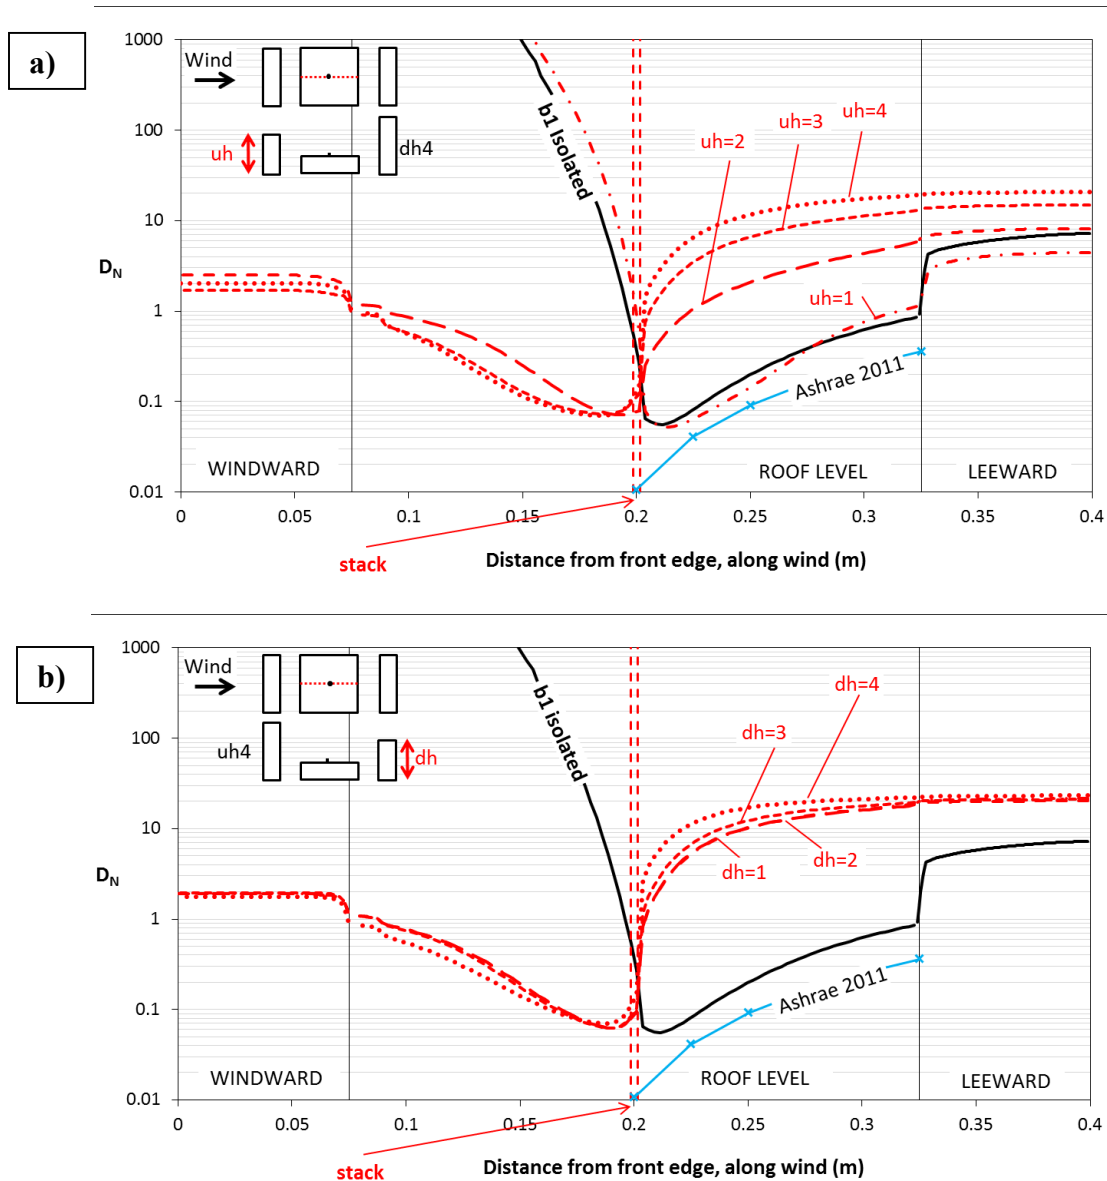 a)
1000
100
10
1
0.1
0.01
D_N
Wind
uh
dh4
b1 Isolated
uh=2
uh=3
uh=4
uh=1
Ashrae 2011
WINDWARD
ROOF LEVEL
LEEWARD
0
0.05
0.1
0.15
0.2
0.25
0.3
0.35
0.4
stack
Distance from front edge, along wind (m)
b)
1000
100
10
1
0.1
0.01
D_N
Wind
uh4
dh
b1 isolated
dh=3
dh=4
dh=1
dh=2
Ashrae 2011
WINDWARD
ROOF LEVEL
LEEWARD
0
0.05
0.1
0.15
0.2
0.25
0.3
0.35
0.4
stack
Distance from front edge, along wind (m)